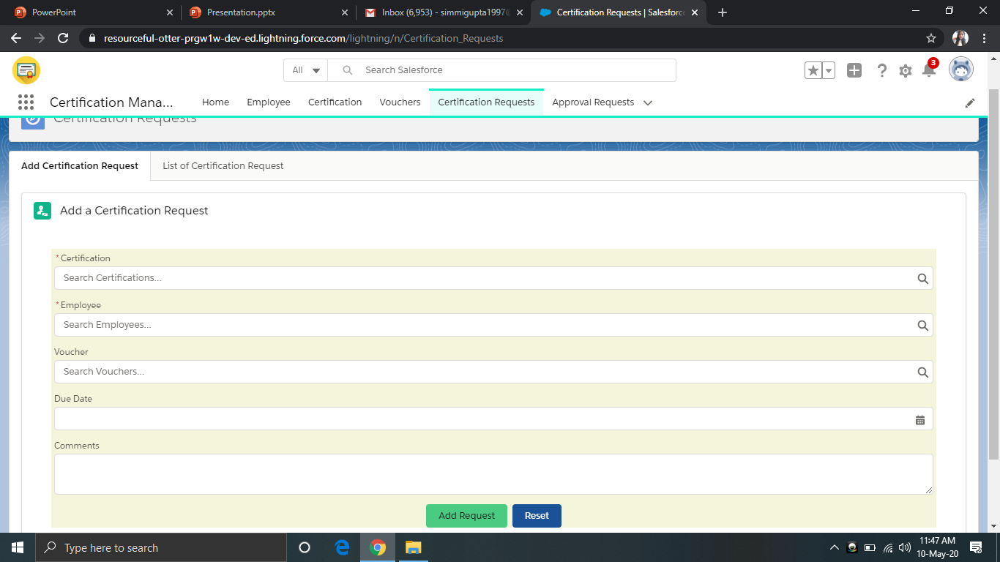 PowerPoint
Presentation.pptx
Inbox (6,953) - simmigupta1997
Certification Requests | Salesforc
resourceful-otter-prgw1w-dev-ed.lightning.force.com/lightning/n/Certification_Requests
All
Search Salesforce
3
Certification Mana...
Home
Employee
Certification
Vouchers
Certification Requests
Approval Requests
Certification Requests
Add Certification Request
List of Certification Request
Add a Certification Request
*Certification
Search Certifications...
*Employee
Search Employees...
Voucher
Search Vouchers...
Due Date
Comments
Add Request
Reset
Type here to search
11:47 AM
10-May-20